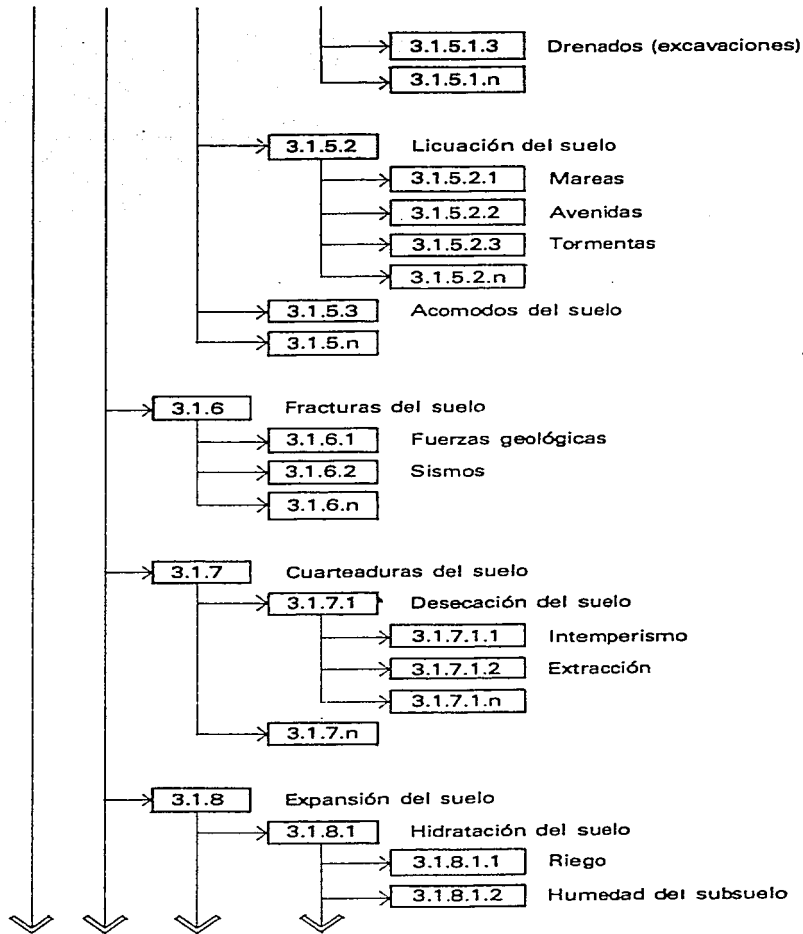 3.1.5.1.3 Drenados (excavaciones)
3.1.5.1.n
3.1.5.2 Licuación del suelo
3.1.5.2.1 Mareas
3.1.5.2.2 Avenidas
3.1.5.2.3 Tormentas
3.1.5.2.n
3.1.5.3 Acomodos del suelo
3.1.5.n
3.1.6 Fracturas del suelo
3.1.6.1 Fuerzas geológicas
3.1.6.2 Sismos
3.1.6.n
3.1.7 Cuarteaduras del suelo
3.1.7.1 Desecación del suelo
3.1.7.1.1 Intemperismo
3.1.7.1.2 Extracción
3.1.7.1.n
3.1.7.n
3.1.8 Expansión del suelo
3.1.8.1 Hidratación del suelo
3.1.8.1.1 Riego
3.1.8.1.2 Humedad del subsuelo